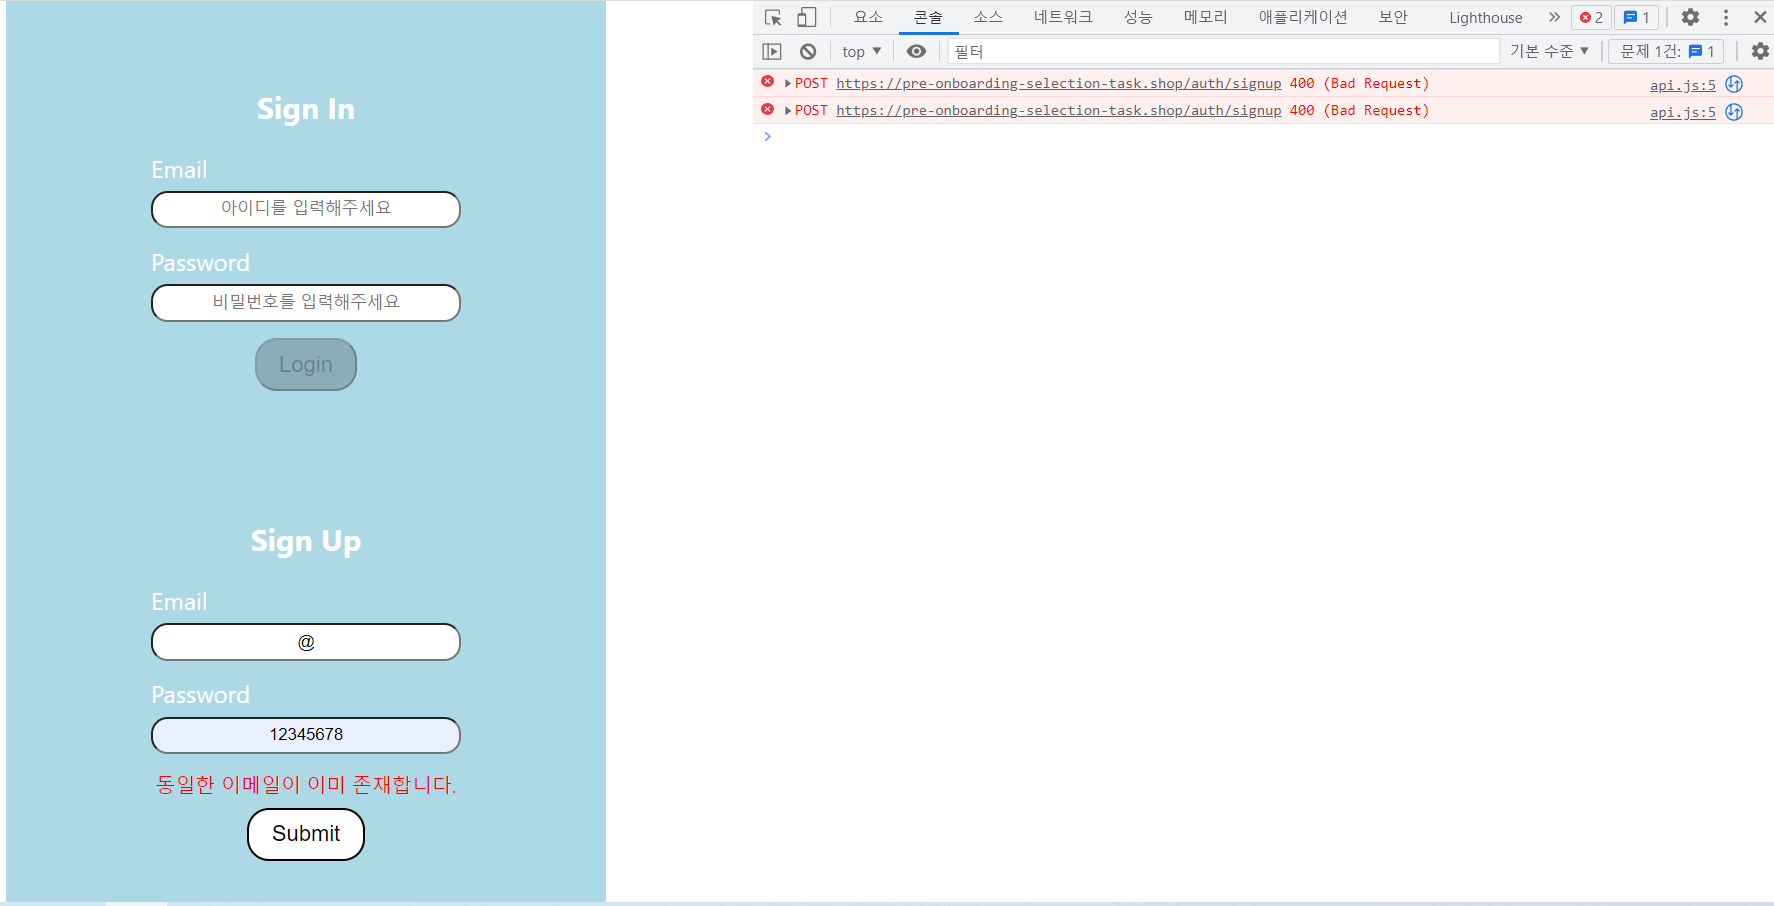 Sign In
Email
아이디를 입력해주세요
Password
비밀번호를 입력해주세요
Login
Sign Up
Email
@
Password
12345678
동일한 이메일이 이미 존재합니다.
Submit
요소 콘솔 소스 네트워크 성능 메모리 애플리케이션 보안 Lighthouse 2 1
top 필터 기본 수준 문제 1건: 1
POST https://pre-onboarding-selection-task.shop/auth/signup 400 (Bad Request) api.js:5
POST https://pre-onboarding-selection-task.shop/auth/signup 400 (Bad Request) api.js:5